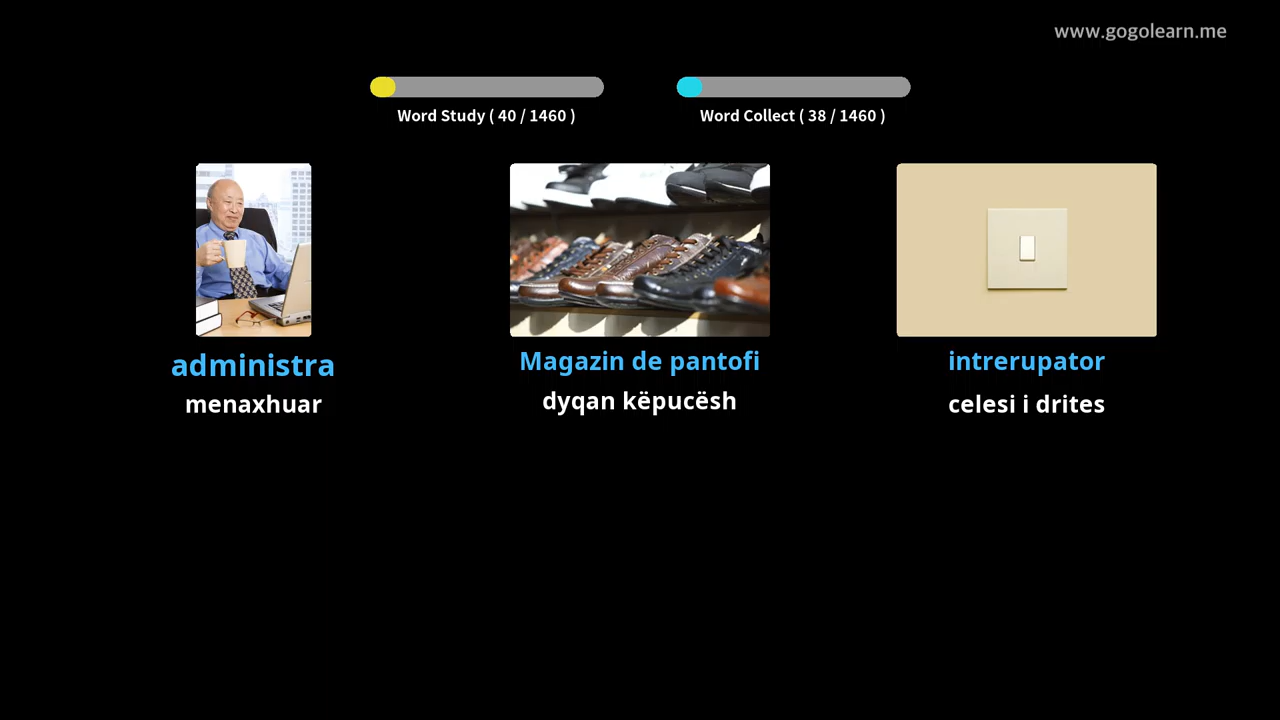 www.gogolearn.me
Word Study ( 40 / 1460 )
Word Collect ( 38 / 1460 )
administra
menaxhuar
Magazin de pantofi
dyqan këpucësh
intrerupator
celesi i drites